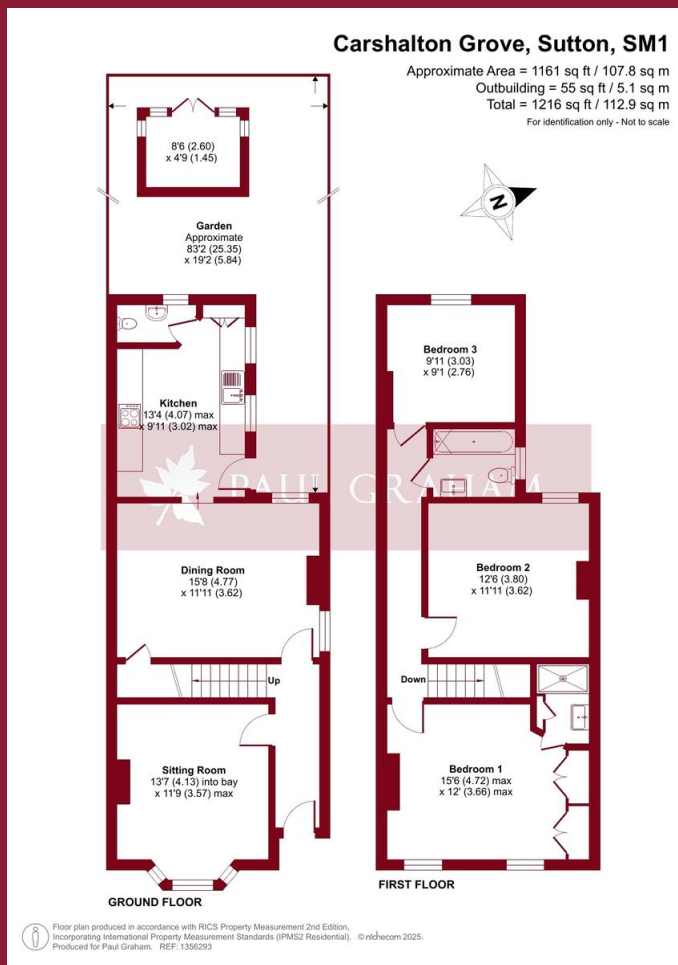 Carshalton Grove, Sutton, SM1
Approximate Area = 1161 sq ft / 107.8 sq m
Outbuilding = 55 sq ft / 5.1 sq m
Total = 1216 sq ft / 112.9 sq m
For identification only - Not to scale
8'6 (2.60)
x 4'9 (1.45)
N
Garden
Approximate
83'2 (25.35)
x 19'2 (5.84)
Bedroom 3
9'11 (3.03)
x 9'1 (2.76)
Kitchen
13'4 (4.07) max
x 9'11 (3.02) max
PAUL GRAHAM
Dining Room
15'8 (4.77)
x 11'11 (3.62)
Bedroom 2
12'6 (3.80)
x 11'11 (3.62)
Up
Down
Sitting Room
13'7 (4.13) into bay
x 11'9 (3.57) max
Bedroom 1
15'6 (4.72) max
x 12' (3.66) max
GROUND FLOOR
FIRST FLOOR
Floor plan produced in accordance with RICS Property Measurement 2nd Edition,
Incorporating International Property Measurement Standards (IPMS2 Residential). © nichecom 2025.
Produced for Paul Graham. REF: 1356293